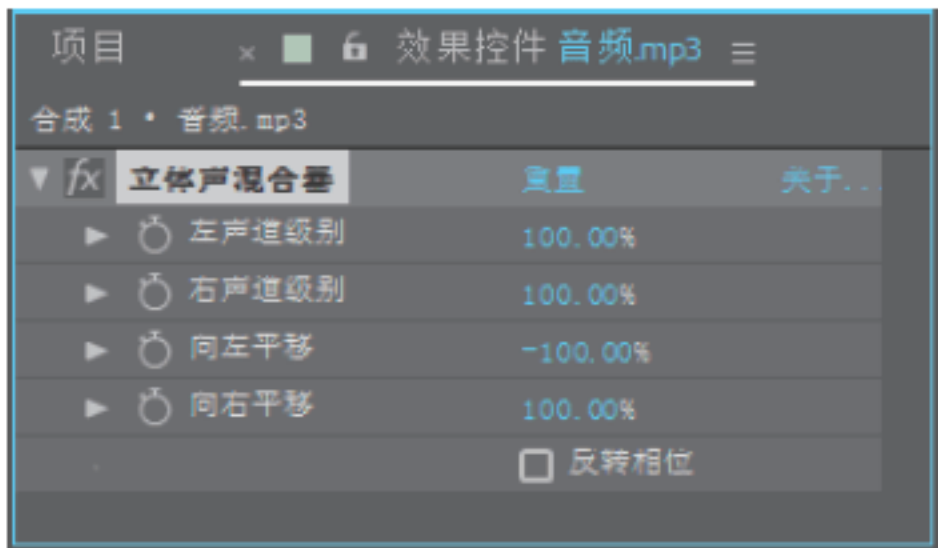 项目 × 效果控件 音频.mp3 ≡
合成 1 • 音频.mp3
fx 立体声混合器 重置 关于...
左声道级别 100.00%
右声道级别 100.00%
向左平移 -100.00%
向右平移 100.00%
反转相位